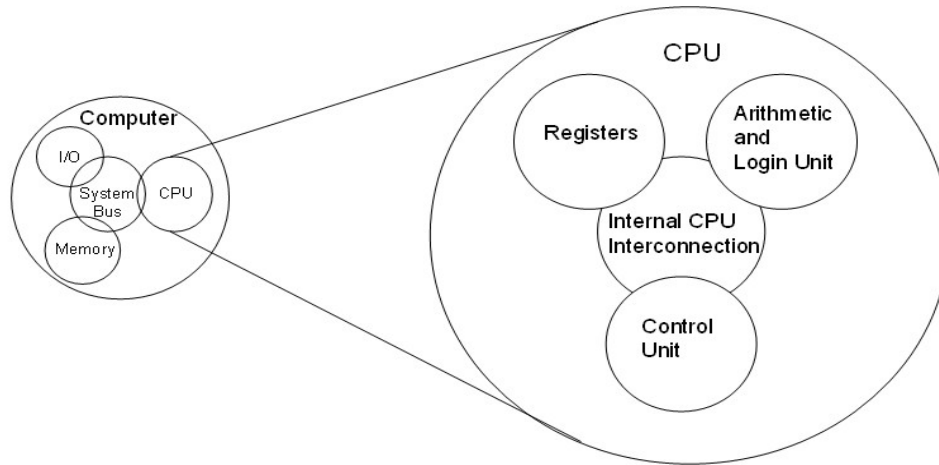 Computer
I/O
System
Bus
CPU
Memory
CPU
Registers
Arithmetic
and
Login Unit
Internal CPU
Interconnection
Control
Unit